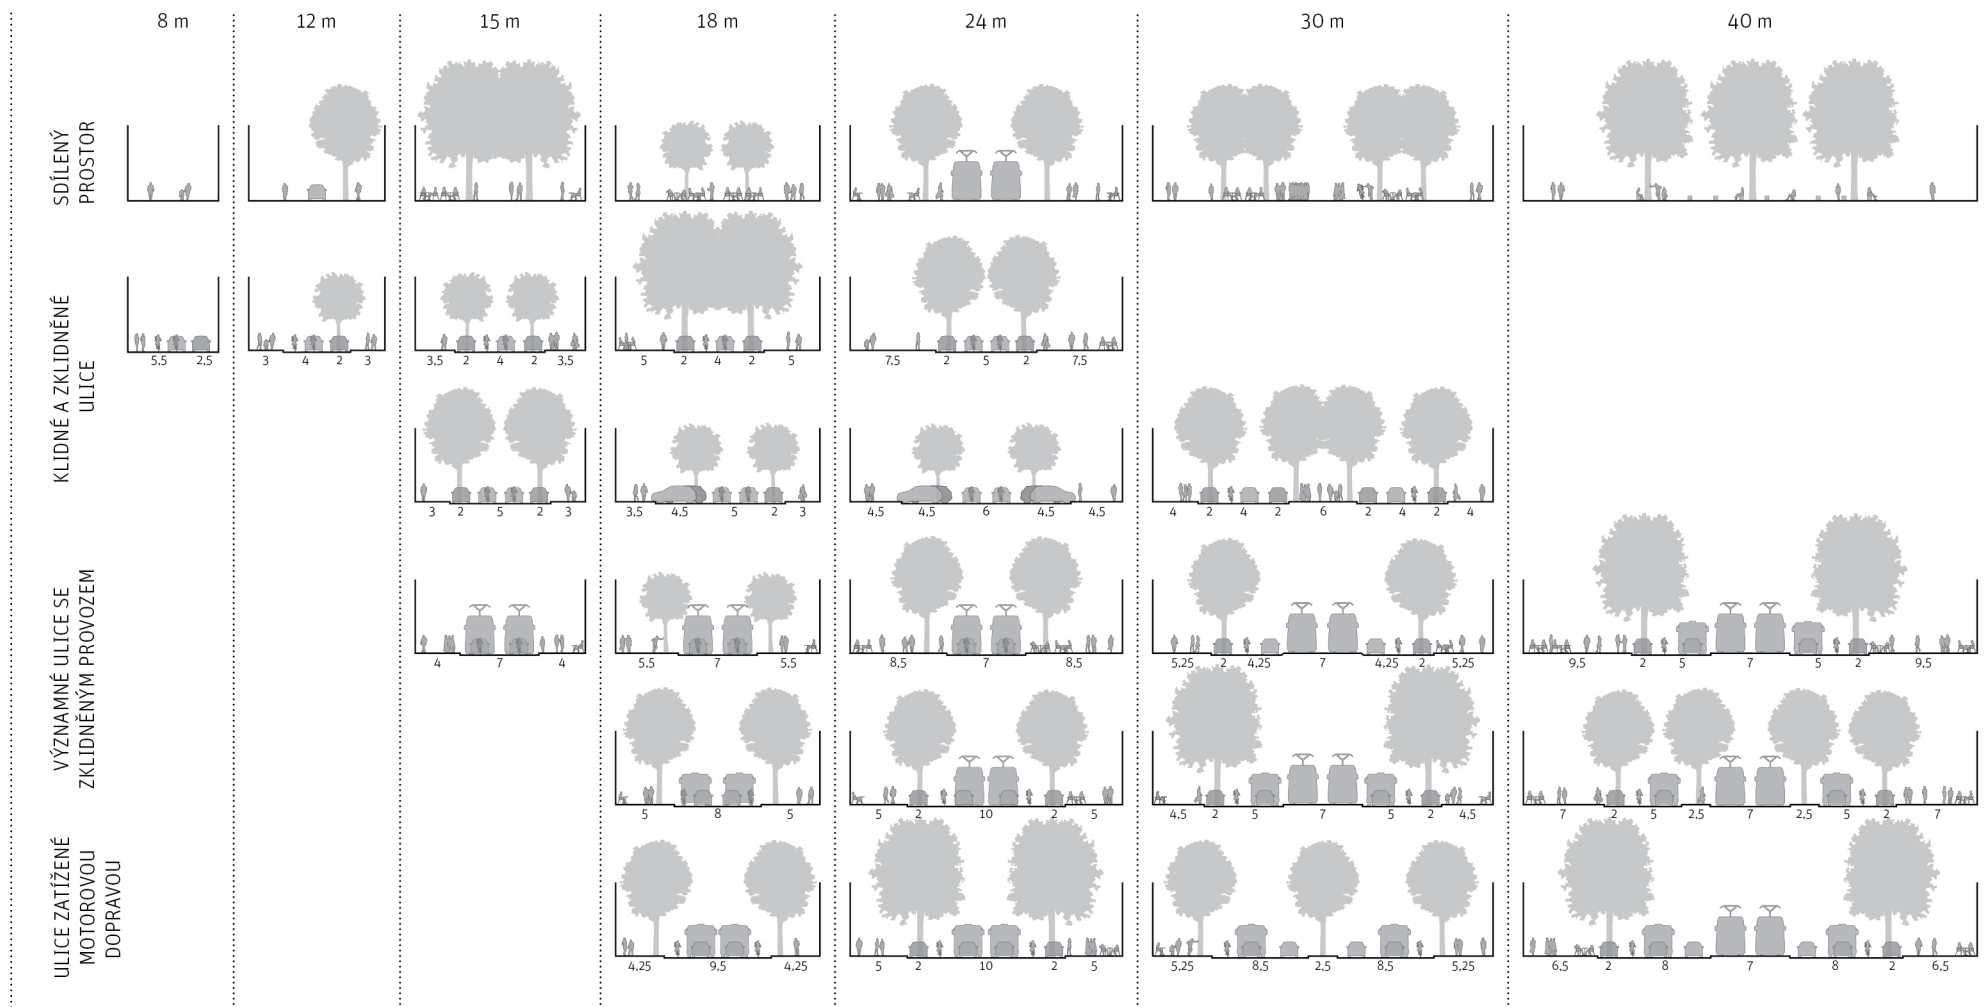 8 m 12 m 15 m 18 m 24 m 30 m 40 m
SDÍLENÝ
PROSTOR
KLIDNÉ A ZKLIDNĚNÉ
ULICE
5,5 2,5 3 4 2 3 3,5 2 4 2 3,5 5 2 4 2 5 7,5 2 5 2 7,5
3 2 5 2 3 3,5 4,5 5 2 3 4,5 4,5 6 4,5 4,5 4 2 4 2 6 2 4 2 4
VÝZNAMNÉ ULICE SE
ZKLIDNĚNÝM PROVOZEM
4 7 4 5,5 7 5,5 8,5 7 8,5 5,25 2 4,25 7 4,25 2 5,25 9,5 2 5 7 5 2 9,5
5 8 5 5 2 10 2 5 4,5 2 5 7 5 2 4,5 7 2 5 2,5 7 2,5 5 2 7
ULICE ZATÍŽENÉ
MOTOROVOU
DOPRAVOU
4,25 9,5 4,25 5 2 10 2 5 5,25 8,5 2,5 8,5 5,25 6,5 2 8 7 8 2 6,5